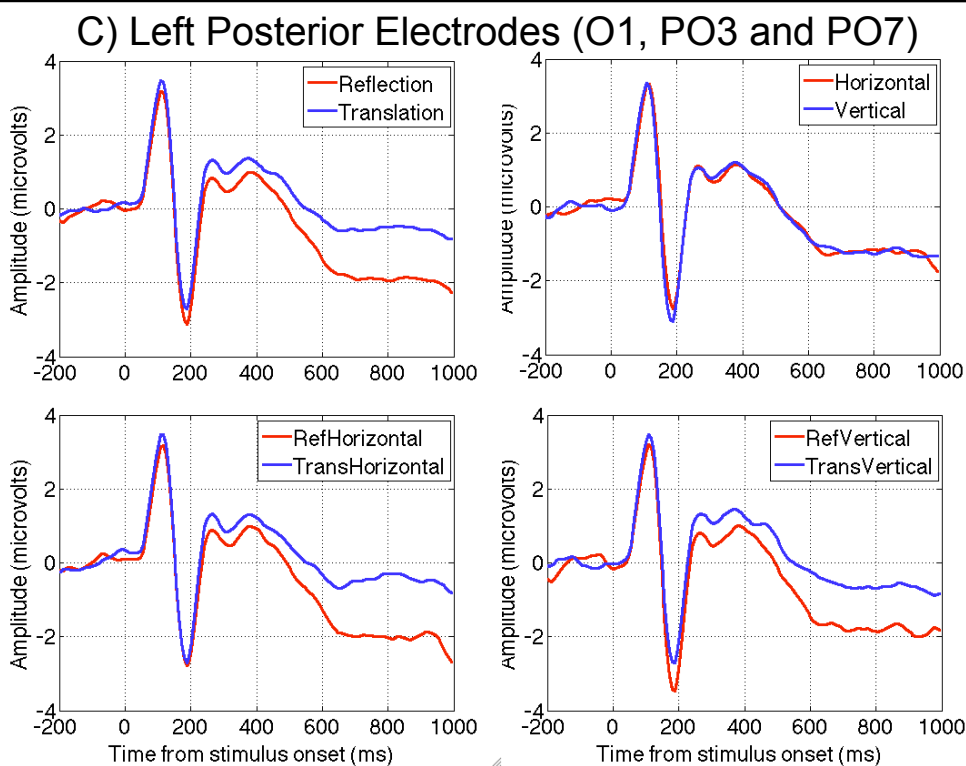 C) Left Posterior Electrodes (O1, PO3 and PO7)
Reflection
Translation
Amplitude (microvolts)
4
2
0
-2
-4
-200 0 200 400 600 800 1000
Horizontal
Vertical
Amplitude (microvolts)
4
2
0
-2
-4
-200 0 200 400 600 800 1000
RefHorizontal
TransHorizontal
Amplitude (microvolts)
4
2
0
-2
-4
-200 0 200 400 600 800 1000
Time from stimulus onset (ms)
RefVertical
TransVertical
Amplitude (microvolts)
4
2
0
-2
-4
-200 0 200 400 600 800 1000
Time from stimulus onset (ms)